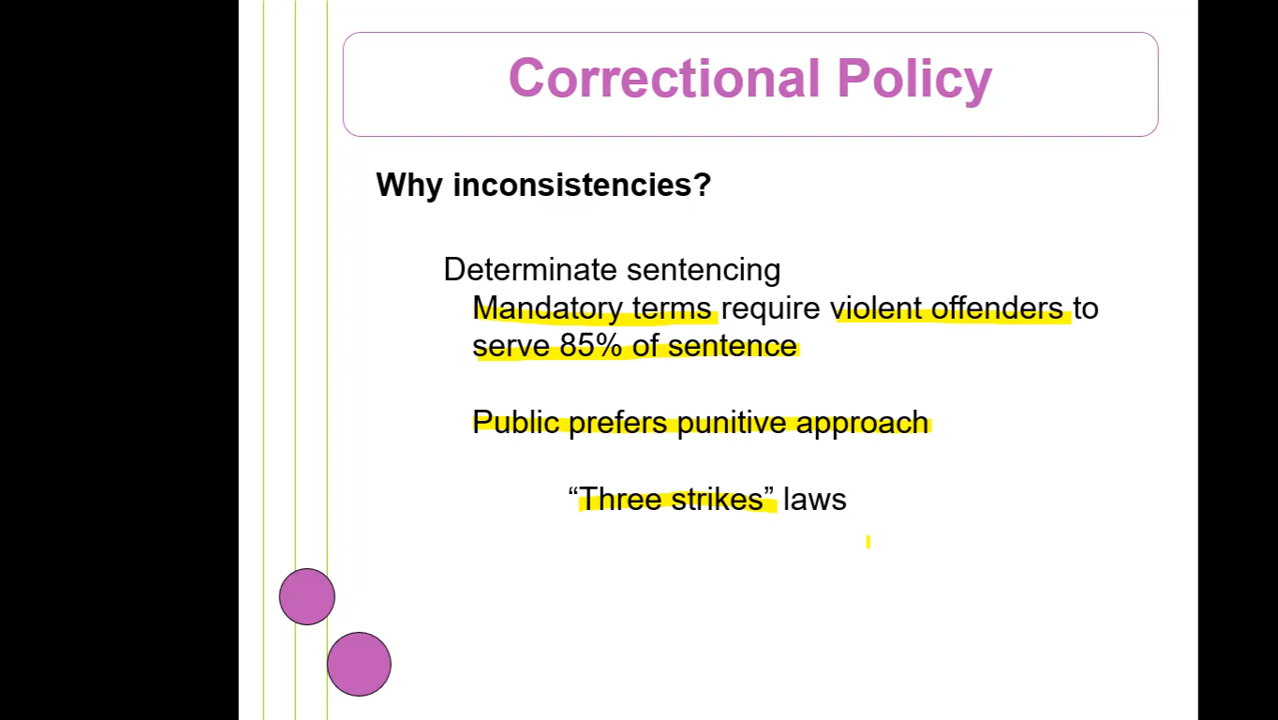 Correctional Policy
Why inconsistencies?
Determinate sentencing
Mandatory terms require violent offenders to
serve 85% of sentence
Public prefers punitive approach
“Three strikes” laws